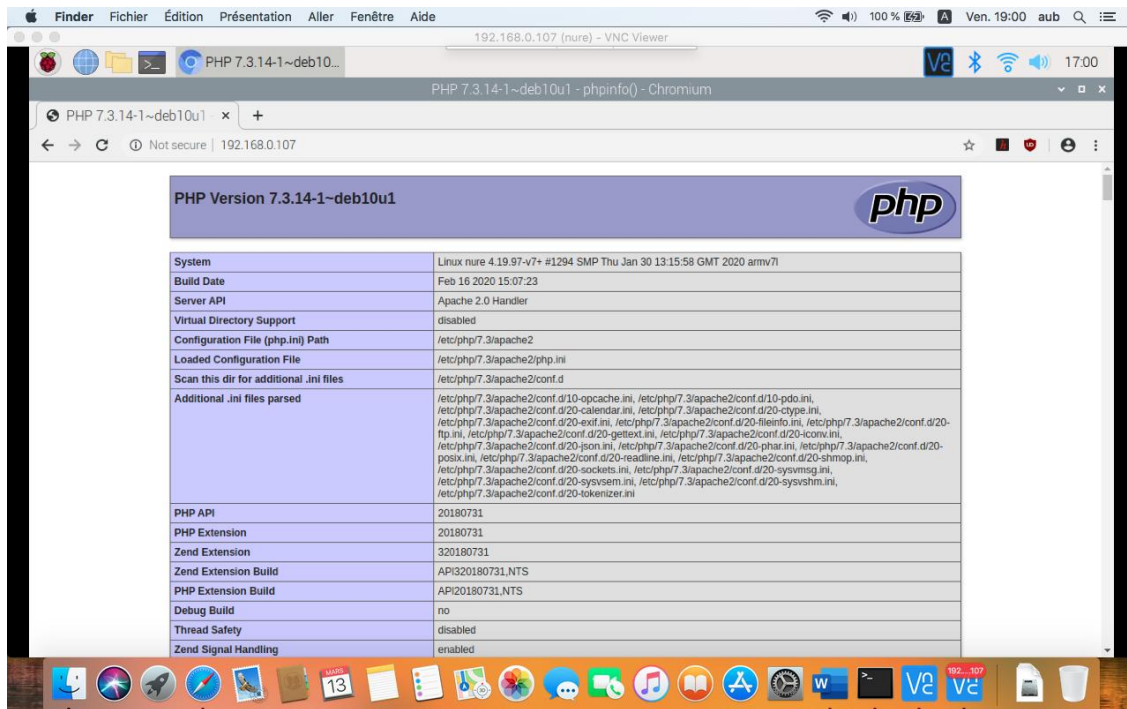 Finder Fichier Édition Présentation Aller Fenêtre Aide 100 % A Ven. 19:00 aub
192.168.0.107 (nure) - VNC Viewer
>_ PHP 7.3.14-1~deb10... V2 17:00
PHP 7.3.14-1~deb10u1 - phpinfo() - Chromium
PHP 7.3.14-1~deb10u1 × +
Not secure | 192.168.0.107
PHP Version 7.3.14-1~deb10u1 php
System Linux nure 4.19.97-v7+ #1294 SMP Thu Jan 30 13:15:58 GMT 2020 armv7l
Build Date Feb 16 2020 15:07:23
Server API Apache 2.0 Handler
Virtual Directory Support disabled
Configuration File (php.ini) Path /etc/php/7.3/apache2
Loaded Configuration File /etc/php/7.3/apache2/php.ini
Scan this dir for additional .ini files /etc/php/7.3/apache2/conf.d
Additional .ini files parsed /etc/php/7.3/apache2/conf.d/10-opcache.ini, /etc/php/7.3/apache2/conf.d/10-pdo.ini,
/etc/php/7.3/apache2/conf.d/20-calendar.ini, /etc/php/7.3/apache2/conf.d/20-ctype.ini,
/etc/php/7.3/apache2/conf.d/20-exif.ini, /etc/php/7.3/apache2/conf.d/20-fileinfo.ini, /etc/php/7.3/apache2/conf.d/20-
ftp.ini, /etc/php/7.3/apache2/conf.d/20-gettext.ini, /etc/php/7.3/apache2/conf.d/20-iconv.ini,
/etc/php/7.3/apache2/conf.d/20-json.ini, /etc/php/7.3/apache2/conf.d/20-phar.ini, /etc/php/7.3/apache2/conf.d/20-
posix.ini, /etc/php/7.3/apache2/conf.d/20-readline.ini, /etc/php/7.3/apache2/conf.d/20-shmop.ini,
/etc/php/7.3/apache2/conf.d/20-sockets.ini, /etc/php/7.3/apache2/conf.d/20-sysvmsg.ini,
/etc/php/7.3/apache2/conf.d/20-sysvsem.ini, /etc/php/7.3/apache2/conf.d/20-sysvshm.ini,
/etc/php/7.3/apache2/conf.d/20-tokenizer.ini
PHP API 20180731
PHP Extension 20180731
Zend Extension 320180731
Zend Extension Build API320180731,NTS
PHP Extension Build API20180731,NTS
Debug Build no
Thread Safety disabled
Zend Signal Handling enabled
MARS 192....107
13 W >_ V2 V2